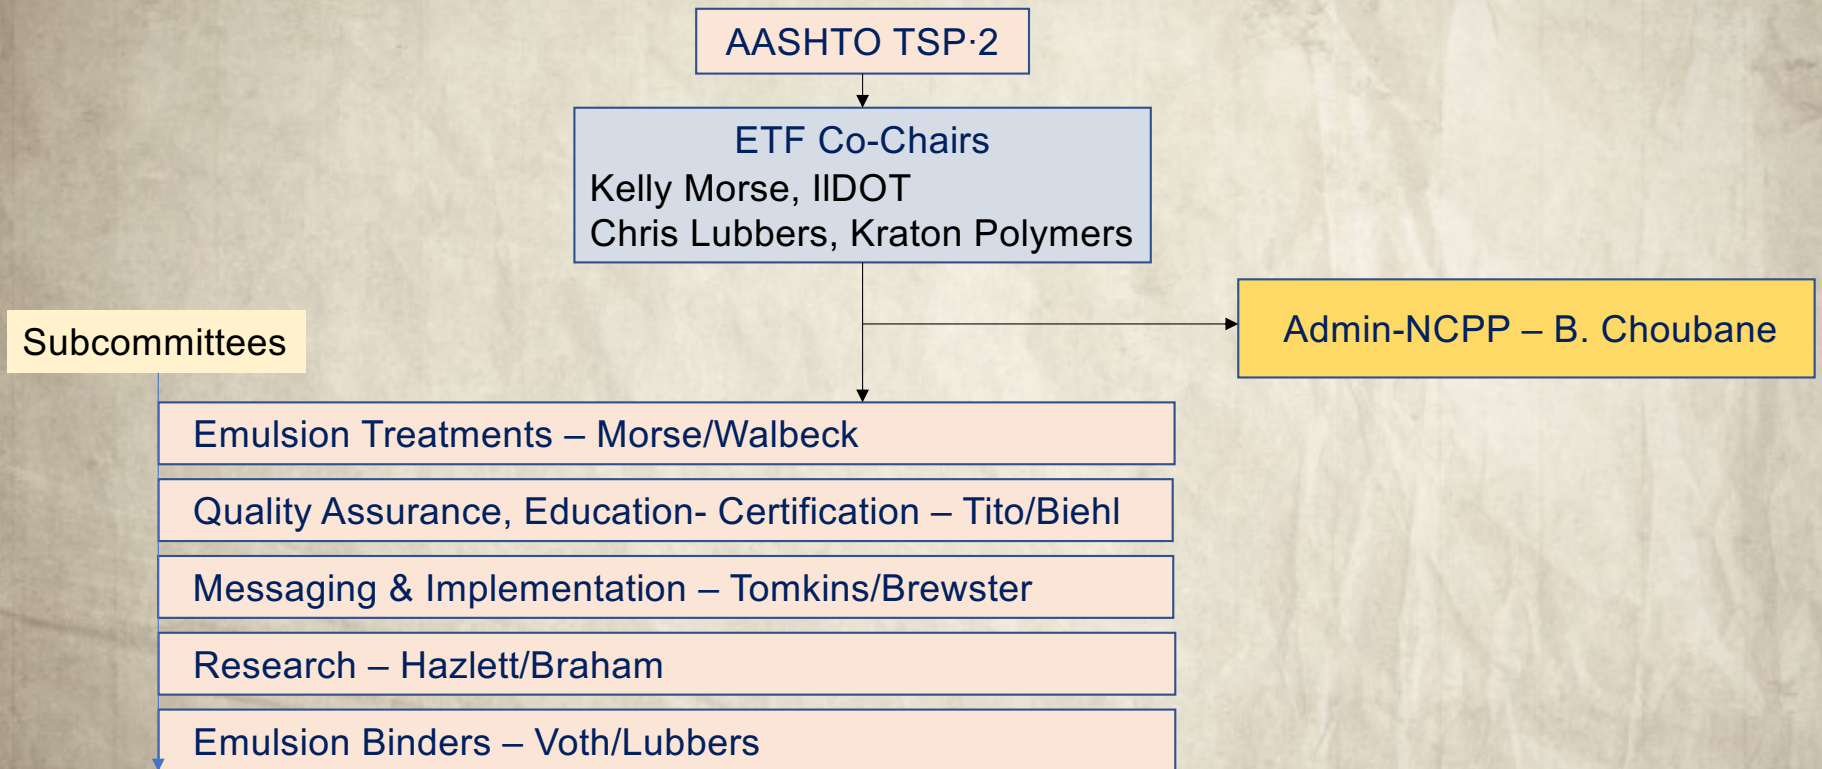 AASHTO TSP·2
ETF Co-Chairs
Kelly Morse, IIDOT
Chris Lubbers, Kraton Polymers
Admin-NCPP – B. Choubane
Subcommittees
Emulsion Treatments – Morse/Walbeck
Quality Assurance, Education- Certification – Tito/Biehl
Messaging & Implementation – Tomkins/Brewster
Research – Hazlett/Braham
Emulsion Binders – Voth/Lubbers